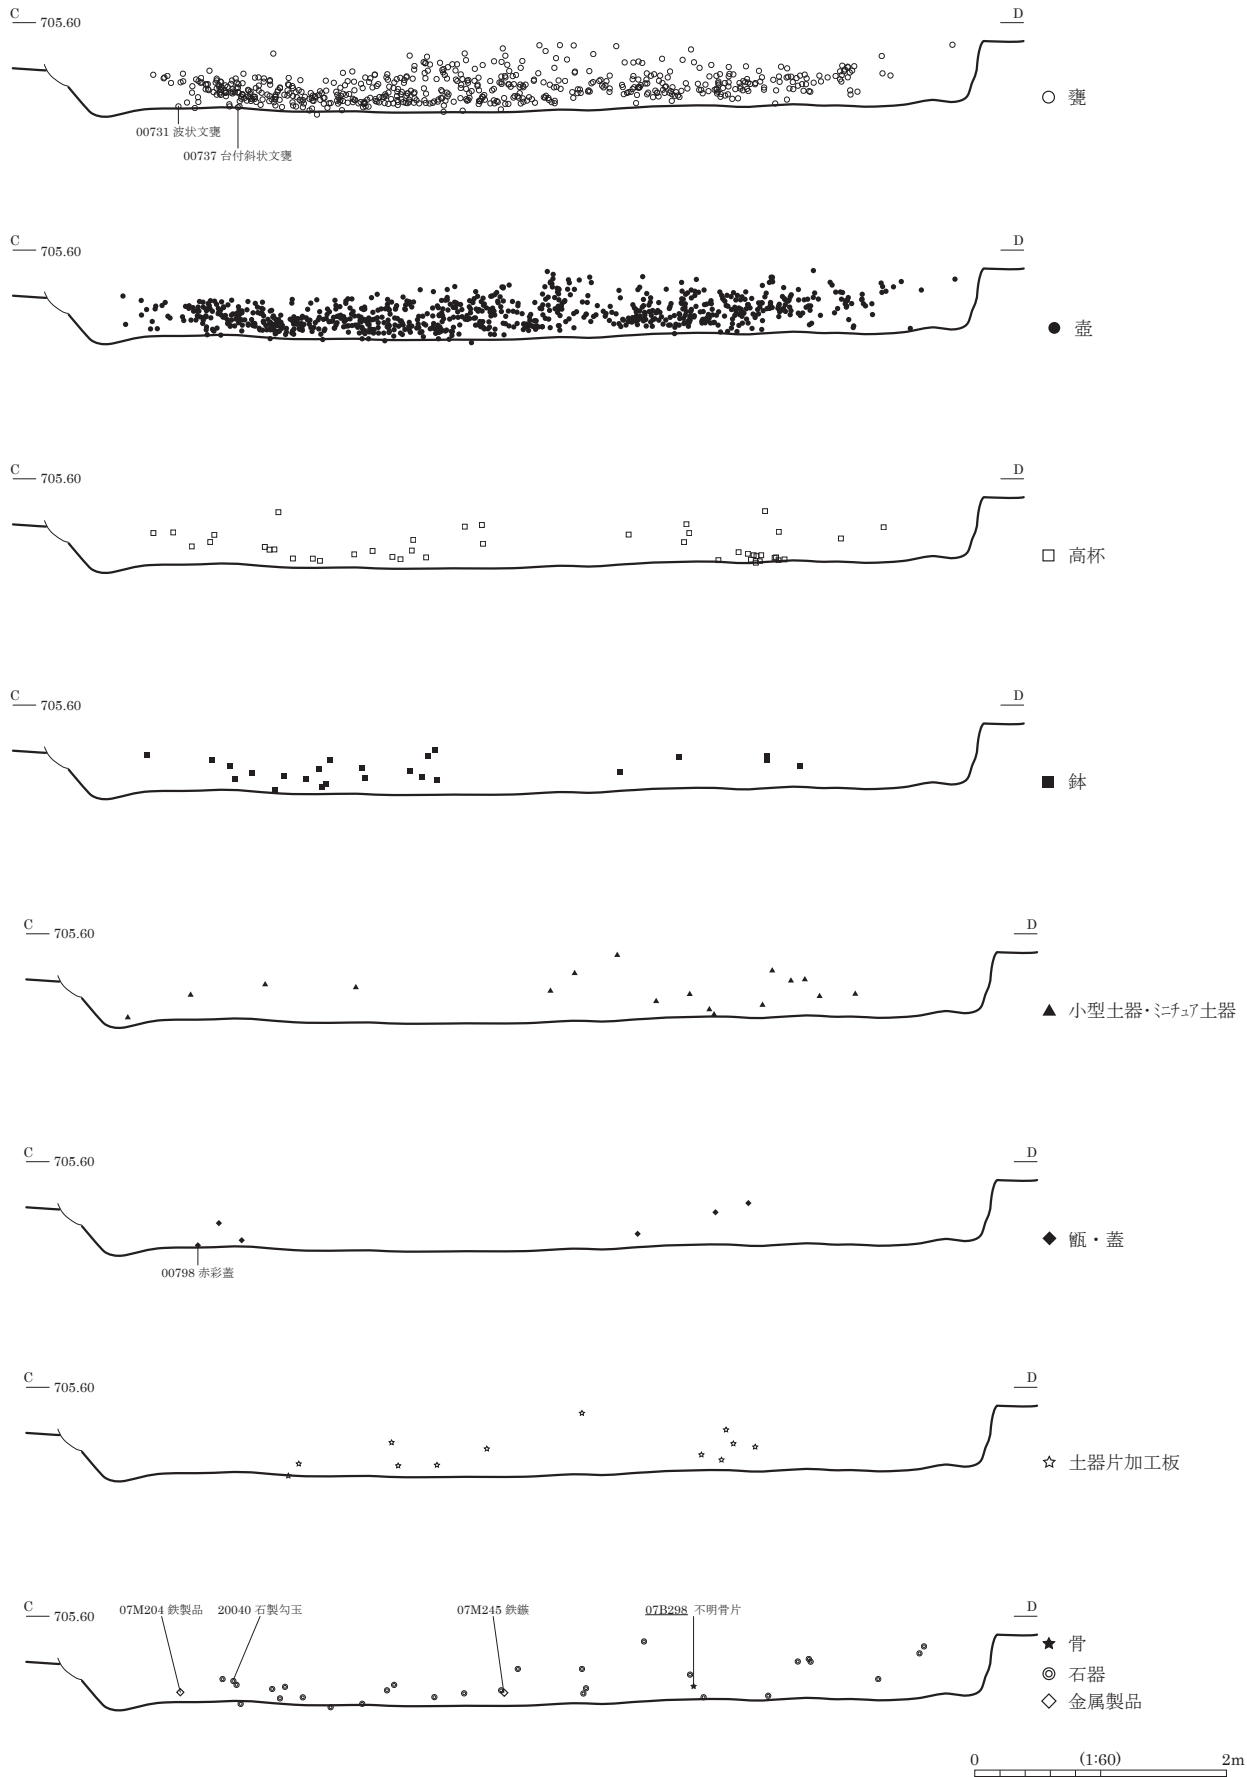 C 705.60 D
甕
00731 波状文甕
00737 台付斜状文甕
C 705.60 D
壺
C 705.60 D
高杯
C 705.60 D
鉢
C 705.60 D
小型土器・ミニチュア土器
C 705.60 D
甑・蓋
00798 赤彩蓋
C 705.60 D
土器片加工板
C 705.60 07M204 鉄製品 20040 石製勾玉 07M245 鉄鏃 07B298 不明骨片 D
骨
石器
金属製品
0 (1:60) 2m